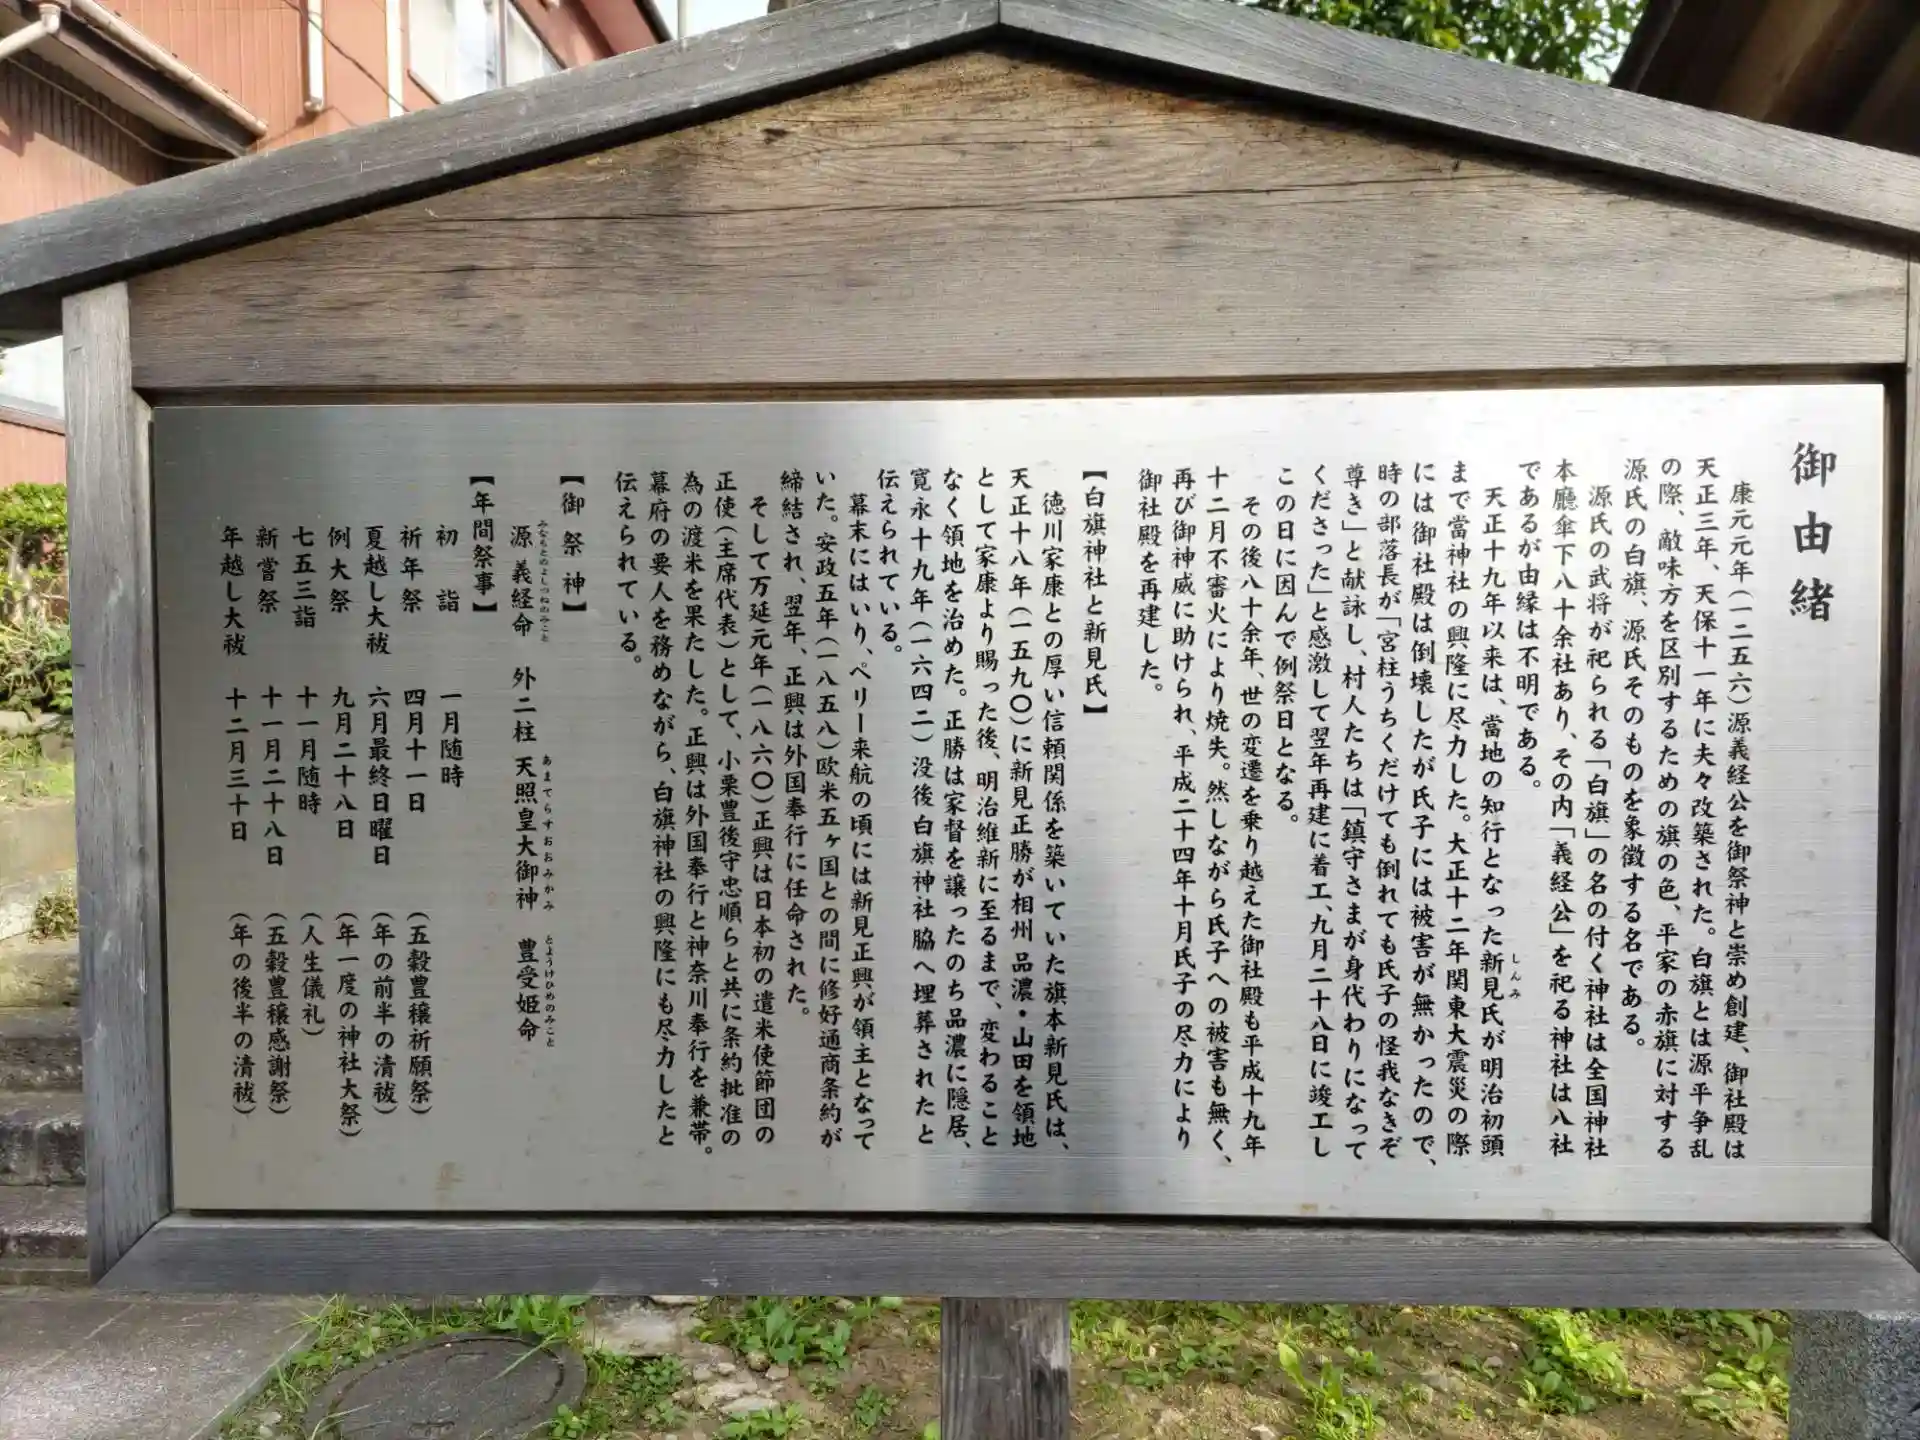 御由緒
康元元年(一二五六)源義経公を御祭神と崇め創建、御社殿は
天正三年、天保十一年に夫々改築された。白旗とは源平争乱
の際、敵味方を区別するための旗の色、平家の赤旗に対する
源氏の白旗、源氏そのものを象徴する名である。
源氏の武将が祀られる「白旗」の名の付く神社は全国神社
本廳傘下八十余社あり、その内「義経公」を祀る神社は八社
であるが由縁は不明である。
天正十九年以来は、當地の知行となった新見氏が明治初頭
しんみ
まで當神社の興隆に尽力した。大正十二年関東大震災の際
には御社殿は倒壊したが氏子には被害が無かったので、
時の部落長が「宮柱うちくだけても倒れても氏子の怪我なきぞ
尊き」と献詠し、村人たちは「鎮守さまが身代わりになって
くださった」と感激して翌年再建に着工、九月二十八日に竣工し
この日に因んで例祭日となる。
その後八十余年、世の変遷を乗り越えた御社殿も平成十九年
十二月不審火により焼失。然しながら氏子への被害も無く、
再び御神威に助けられ、平成二十四年十月氏子の尽力により
御社殿を再建した。
【白旗神社と新見氏】
徳川家康との厚い信頼関係を築いていた旗本新見氏は、
天正十八年(一五九〇)に新見正勝が相州品濃・山田を領地
として家康より賜った後、明治維新に至るまで、変わること
なく領地を治めた。正勝は家督を譲ったのち品濃に隠居、
寛永十九年(一六四二)没後白旗神社脇へ埋葬されたと
伝えられている。
幕末にはいり、ペリー来航の頃には新見正興が領主となって
いた。安政五年(一八五八)欧米五ヶ国との間に修好通商条約が
締結され、翌年、正興は外国奉行に任命された。
そして万延元年(一八六〇)正興は日本初の遣米使節団の
正使(主席代表)として、小栗豊後守忠順らと共に条約批准の
為の渡米を果たした。正興は外国奉行と神奈川奉行を兼帯。
幕府の要人を務めながら、白旗神社の興隆にも尽力したと
伝えられている。
【御祭神】
みなもとのよしつねのみこと あまてらすおおみかみ とようけひめのみこと
源義経命 外二柱 天照皇大御神 豊受姫命
【年間祭事】
初詣 一月随時
祈年祭 四月十一日 (五穀豊穣祈願祭)
夏越し大祓 六月最終日曜日 (年の前半の清祓)
例大祭 九月二十八日 (年一度の神社大祭)
七五三詣 十一月随時 (人生儀礼)
新嘗祭 十一月二十八日 (五穀豊穣感謝祭)
年越し大祓 十二月三十日 (年の後半の清祓)